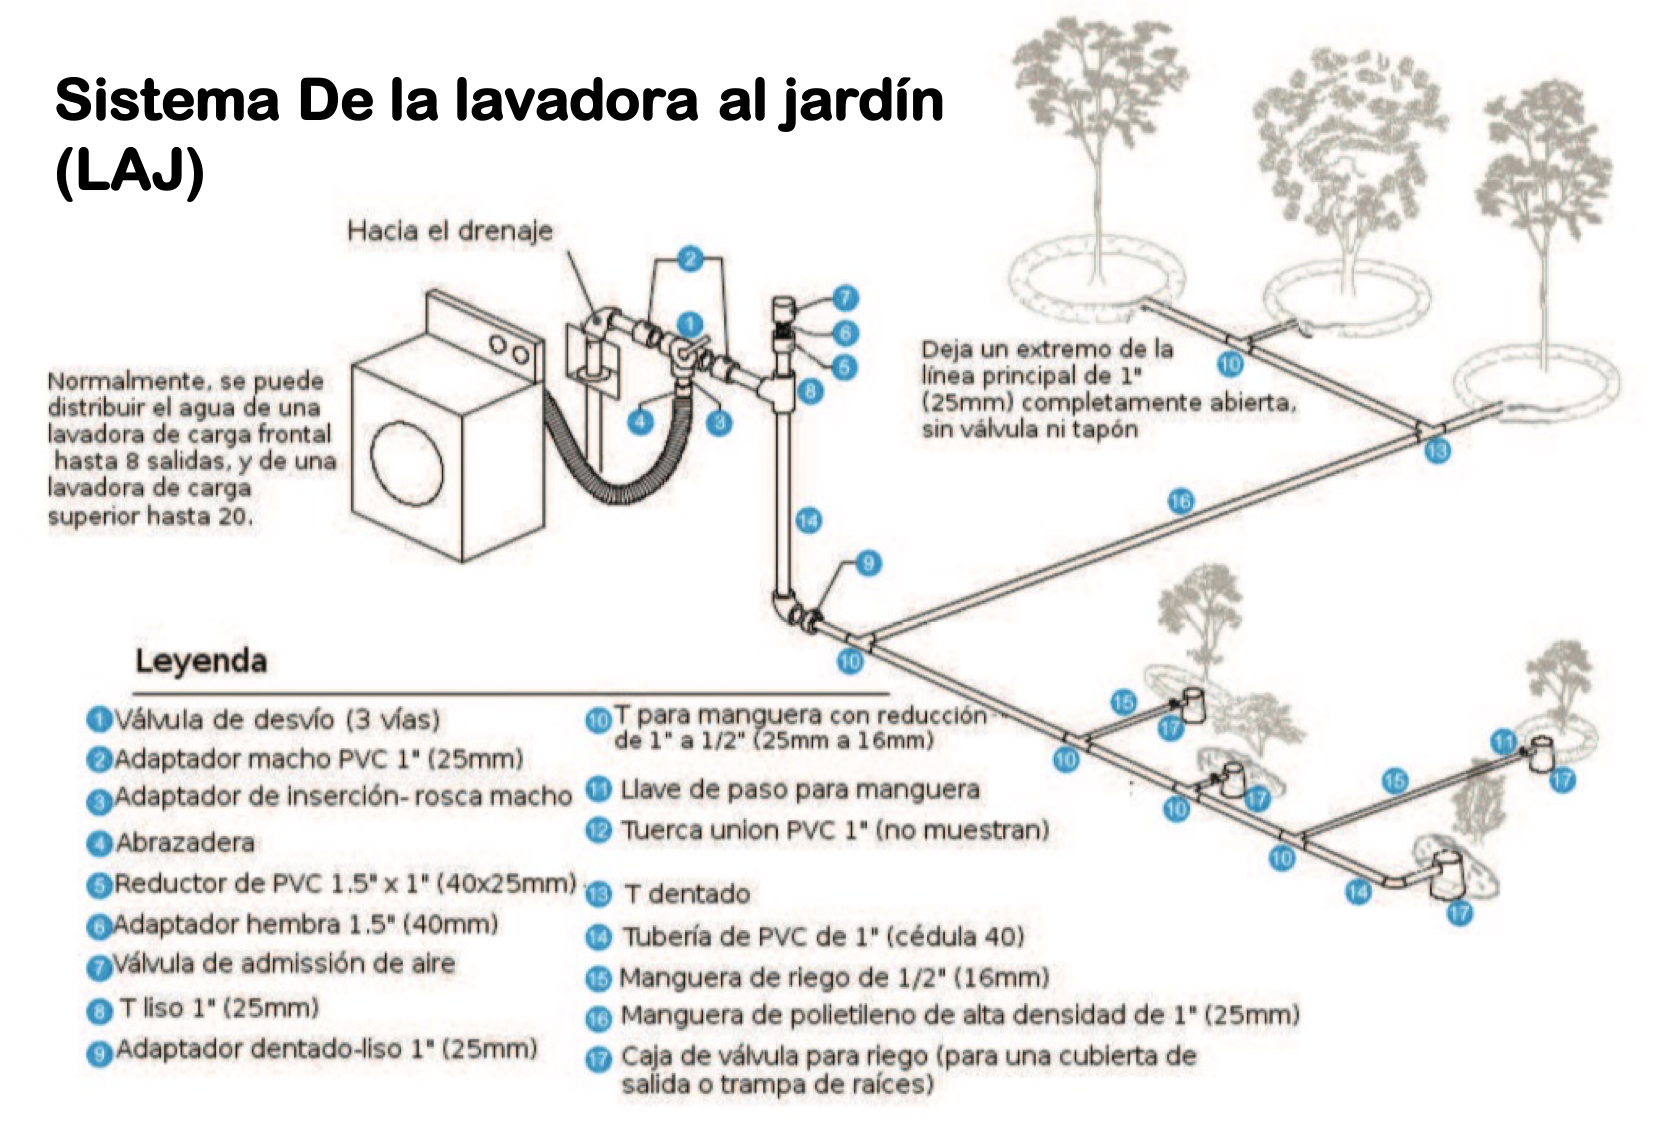 Sistema De la lavadora al jardín
(LAJ)
Hacia el drenaje
2
7
1
6
5
8
4
3
Normalmente, se puede
distribuir el agua de una
lavadora de carga frontal
hasta 8 salidas, y de una
lavadora de carga
superior hasta 20.
Deja un extremo de la
línea principal de 1"
(25mm) completamente abierta,
sin válvula ni tapón
10
13
16
14
9
10
15
17
10
17
10
11
15
17
10
14
17
Leyenda
1 Válvula de desvío (3 vías)
2 Adaptador macho PVC 1" (25mm)
3 Adaptador de inserción- rosca macho
4 Abrazadera
5 Reductor de PVC 1.5" x 1" (40x25mm)
6 Adaptador hembra 1.5" (40mm)
7 Válvula de admissión de aire
8 T liso 1" (25mm)
9 Adaptador dentado-liso 1" (25mm)
10 T para manguera con reducción
de 1" a 1/2" (25mm a 16mm)
11 Llave de paso para manguera
12 Tuerca union PVC 1" (no muestran)
13 T dentado
14 Tubería de PVC de 1" (cédula 40)
15 Manguera de riego de 1/2" (16mm)
16 Manguera de polietileno de alta densidad de 1" (25mm)
17 Caja de válvula para riego (para una cubierta de
salida o trampa de raíces)